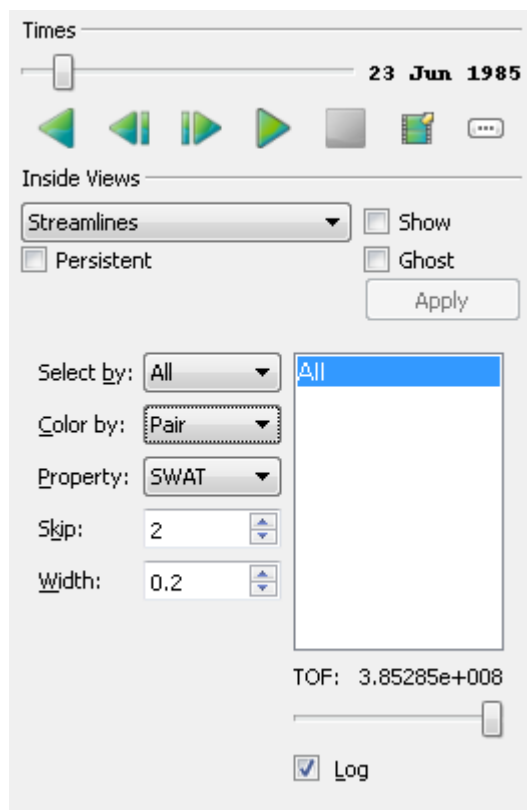 Times
23 Jun 1985
Inside Views
Streamlines
Show
Persistent
Ghost
Apply
Select by: All
All
Color by: Pair
Property: SWAT
Skip: 2
Width: 0.2
TOF: 3.85285e+008
Log